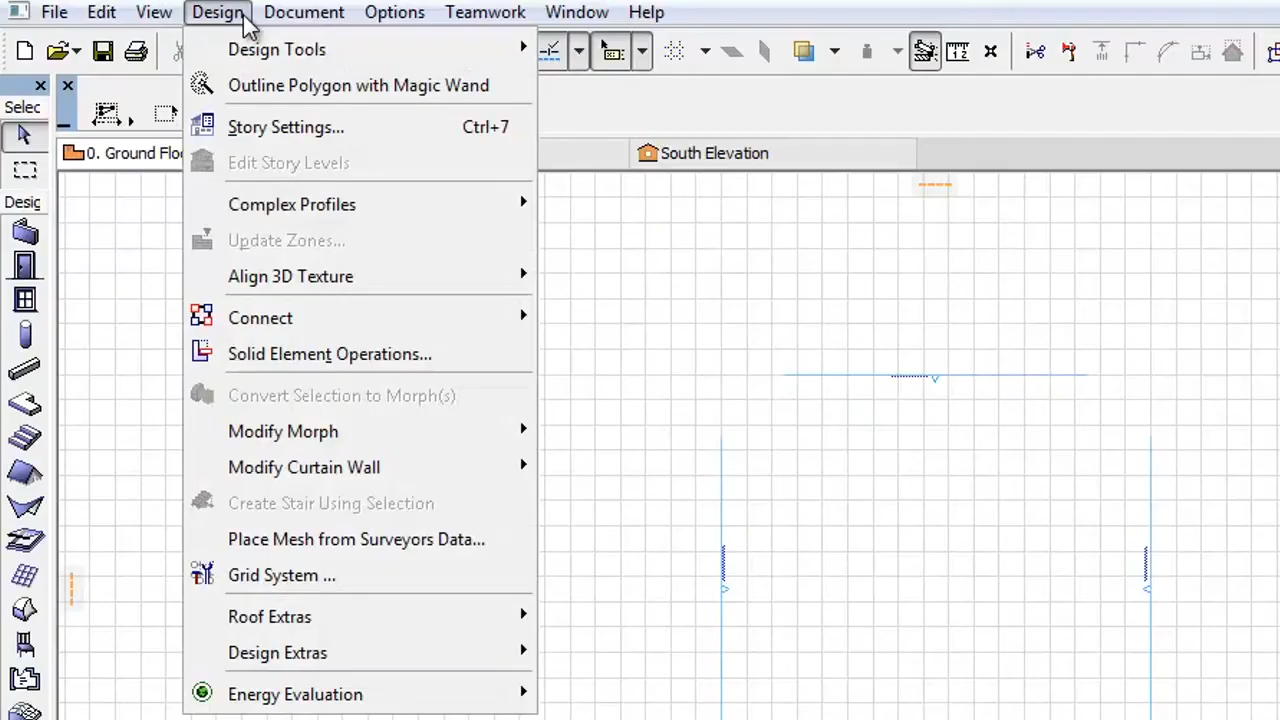 File Edit View Design Document Options Teamwork Window Help
Design Tools
Outline Polygon with Magic Wand
Selec
Story Settings... Ctrl+7
0. Ground Floo
South Elevation
Edit Story Levels
Desig
Complex Profiles
Update Zones...
Align 3D Texture
Connect
Solid Element Operations...
Convert Selection to Morph(s)
Modify Morph
Modify Curtain Wall
Create Stair Using Selection
Place Mesh from Surveyors Data...
Grid System ...
Roof Extras
Design Extras
Energy Evaluation